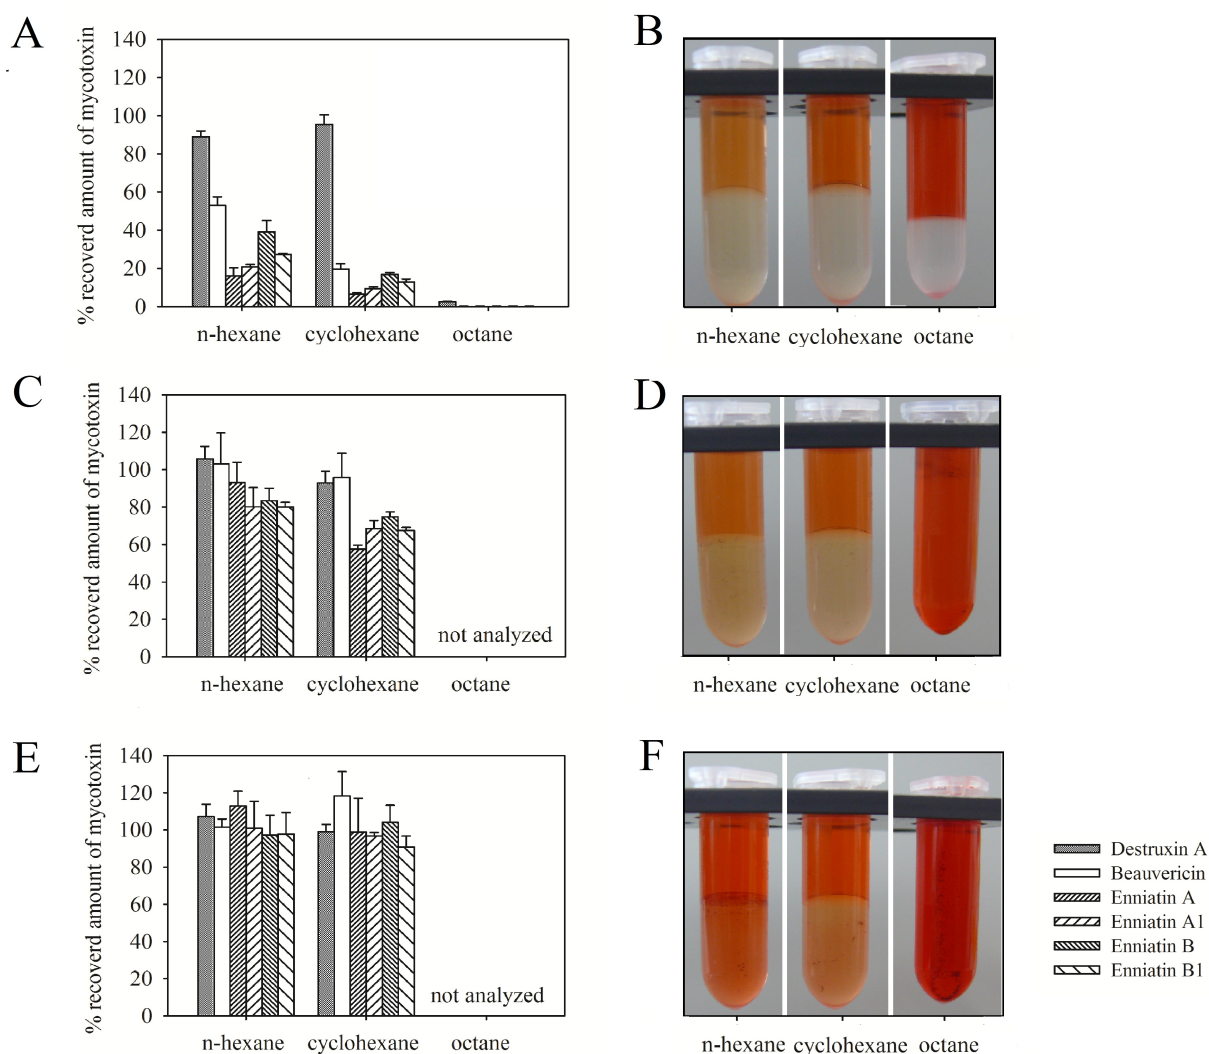 A
% recoverd amount of mycotoxin
140
120
100
80
60
40
20
0
n-hexane cyclohexane octane
B
n-hexane cyclohexane octane
C
% recoverd amount of mycotoxin
140
120
100
80
60
40
20
0
not analyzed
n-hexane cyclohexane octane
D
n-hexane cyclohexane octane
E
% recoverd amount of mycotoxin
140
120
100
80
60
40
20
0
not analyzed
n-hexane cyclohexane octane
F
n-hexane cyclohexane octane
Destruxin A
Beauvericin
Enniatin A
Enniatin A1
Enniatin B
Enniatin B1